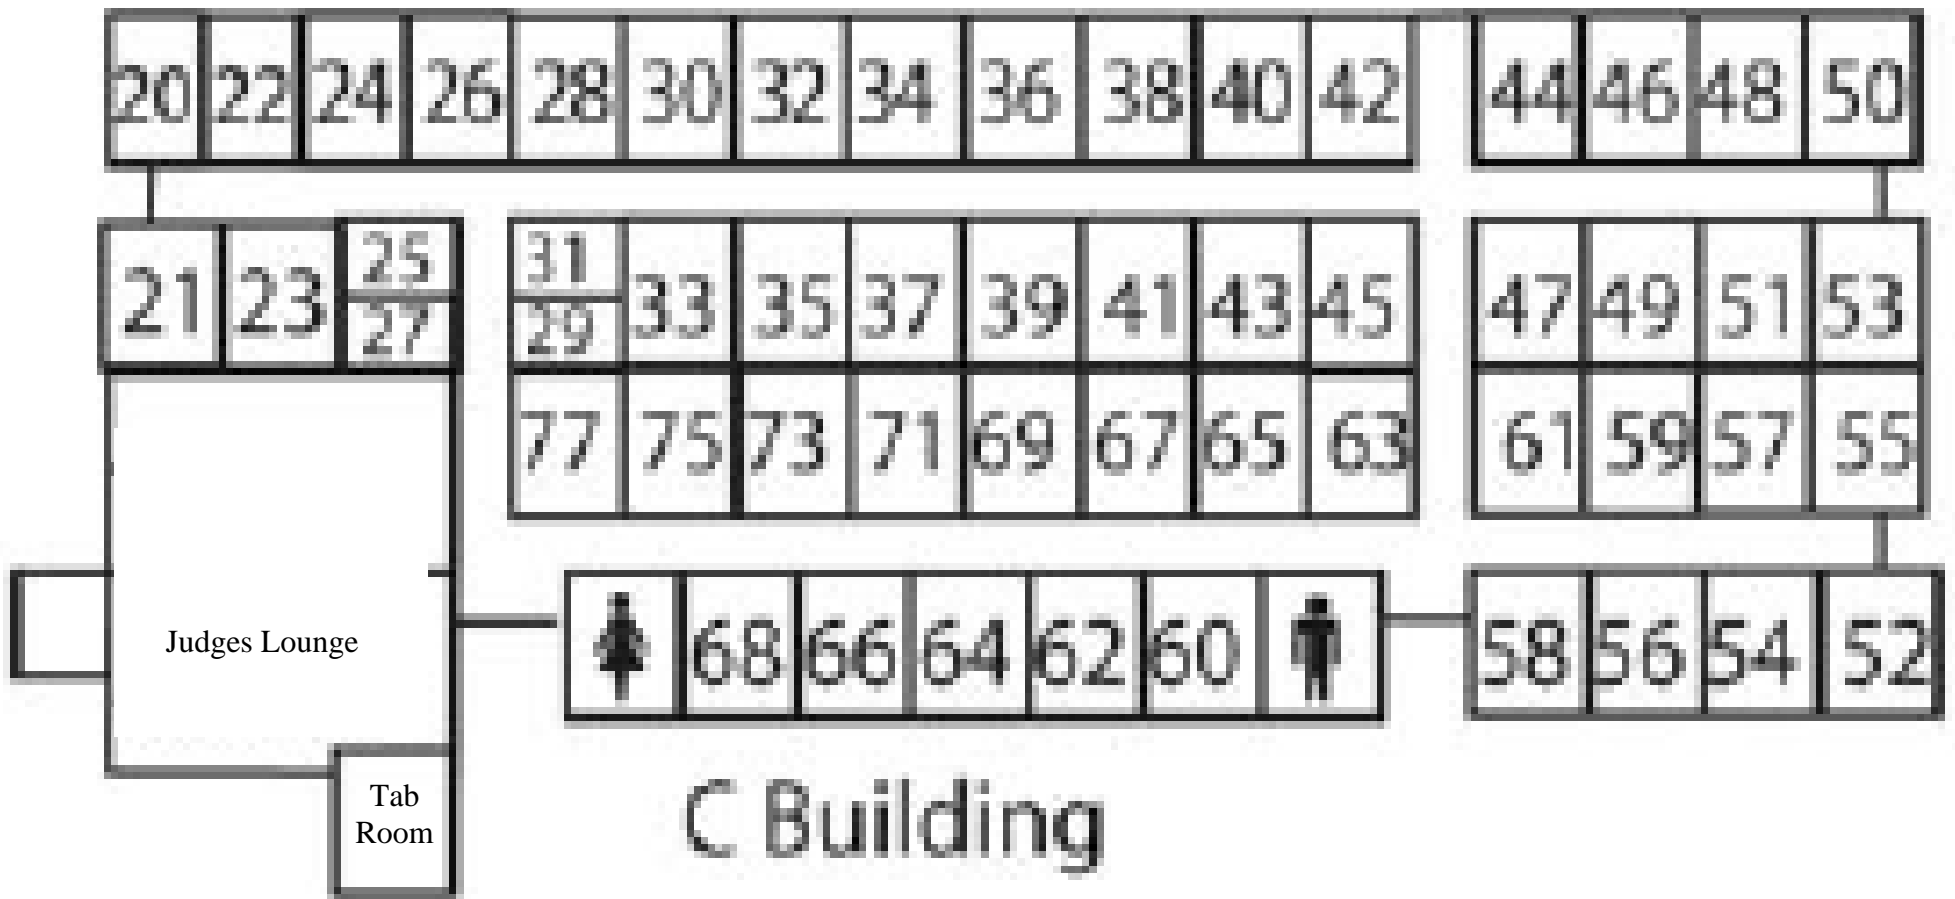 20 22 24 26 28 30 32 34 36 38 40 42 44 46 48 50
21 23 25 31 33 35 37 39 41 43 45 47 49 51 53
27 29
77 75 73 71 69 67 65 63 61 59 57 55
Judges Lounge
68 66 64 62 60 58 56 54 52
Tab
Room
C Building